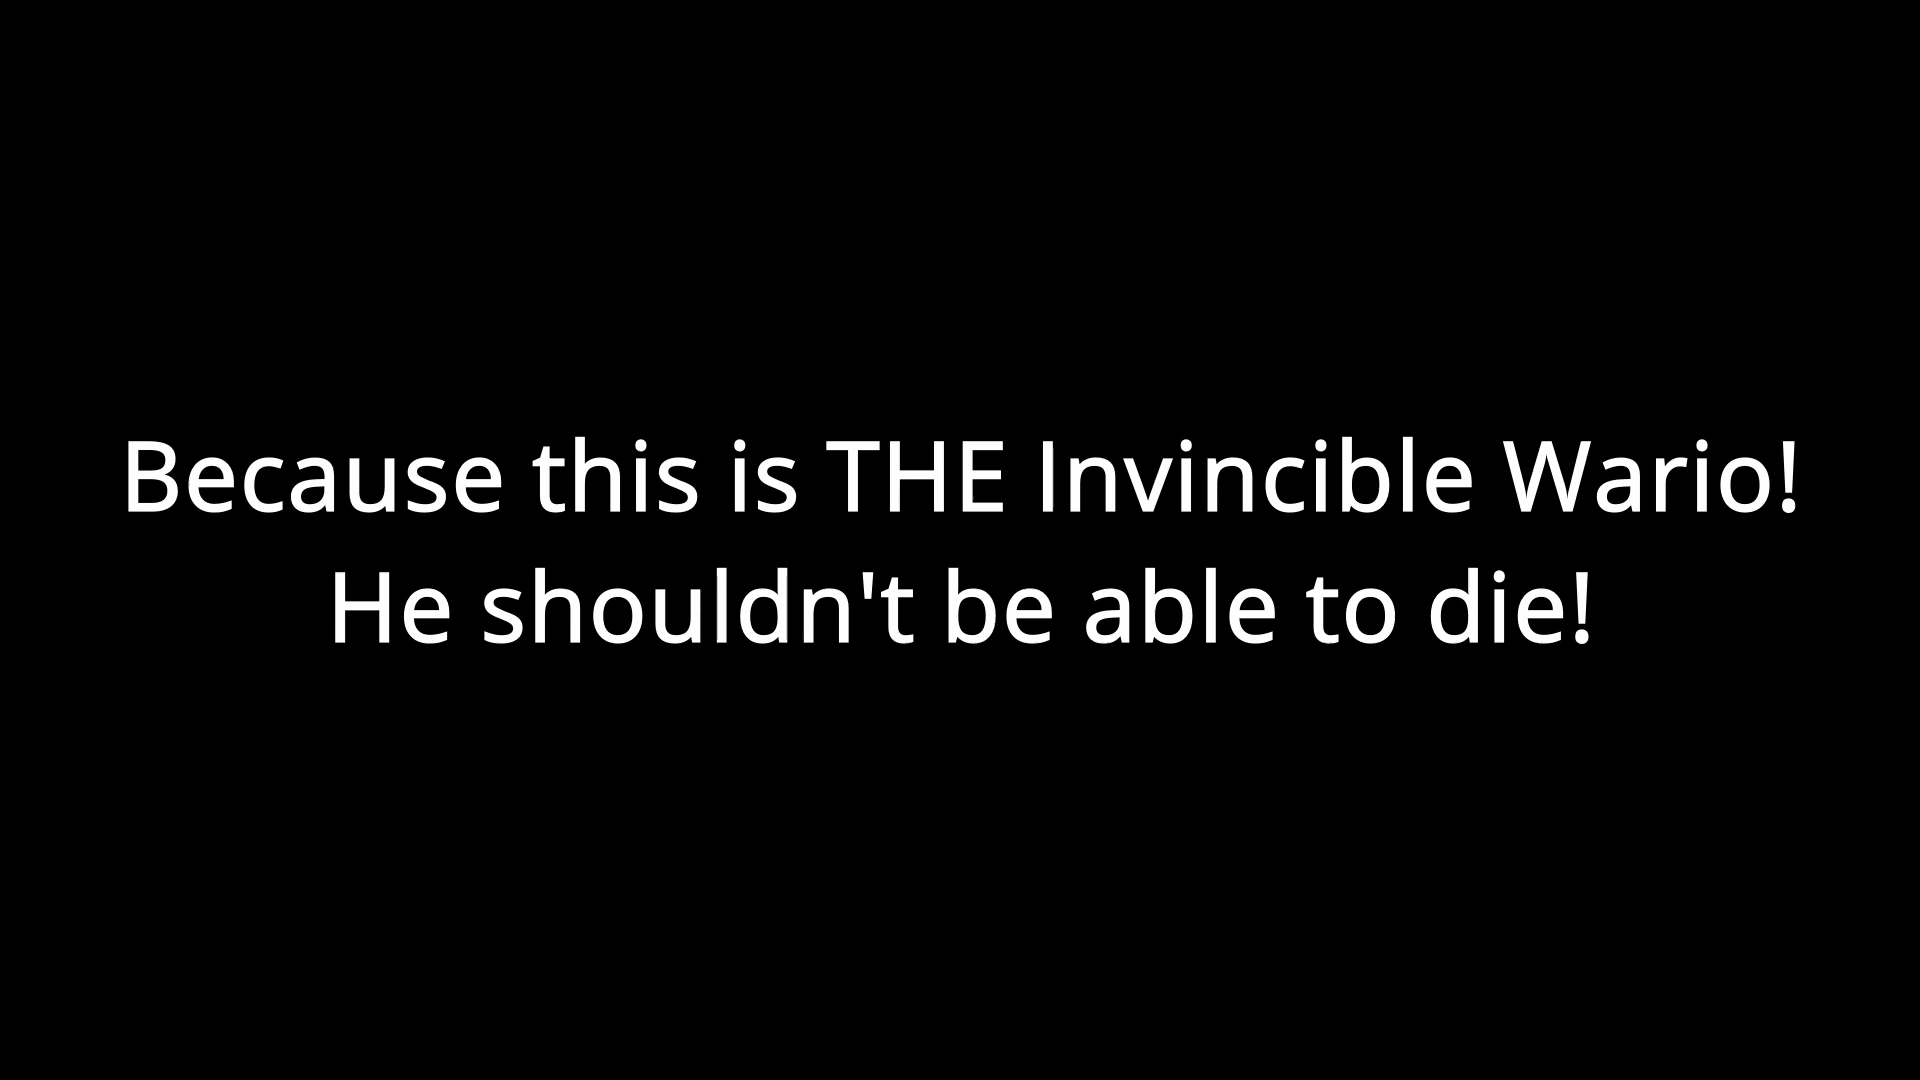 Because this is THE Invincible Wario!
He shouldn't be able to die!